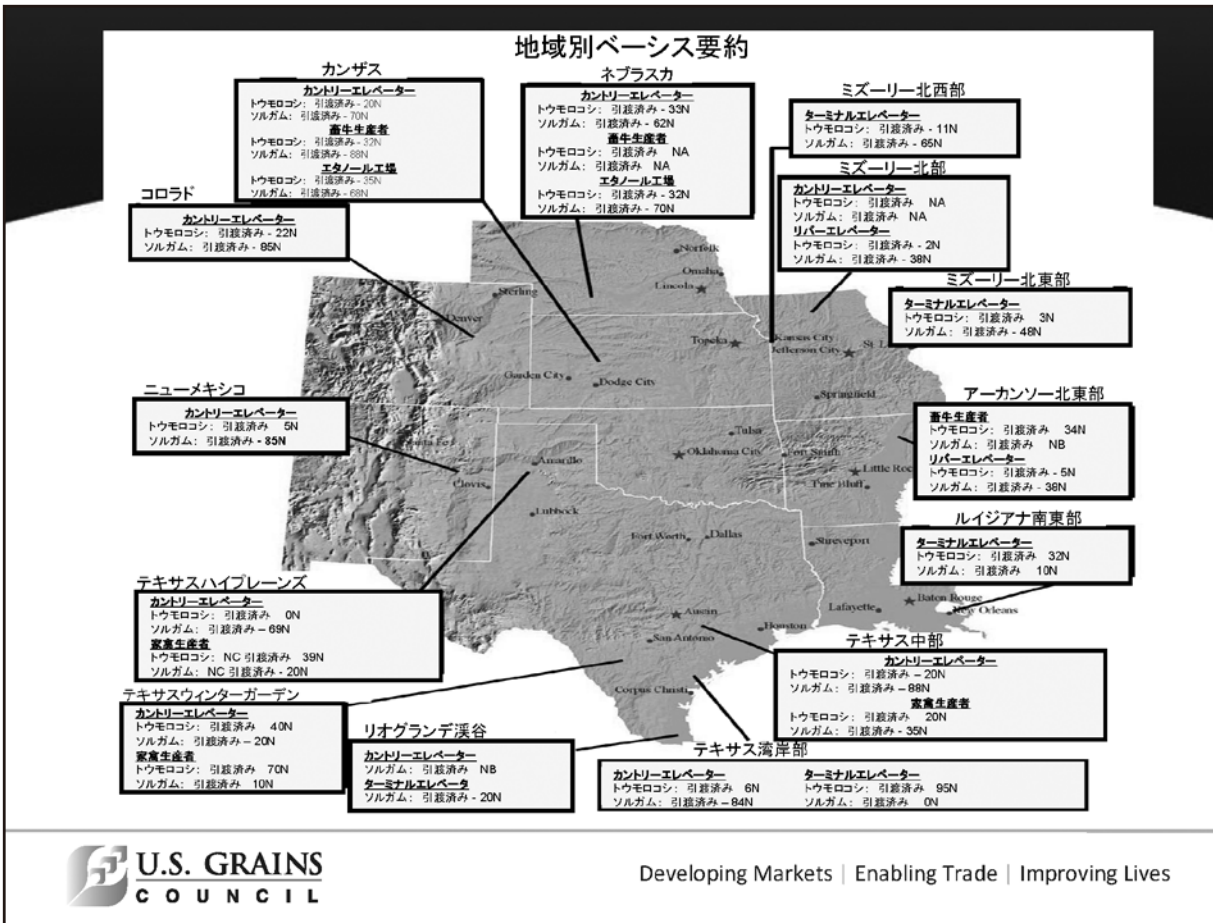 地域別ベーシス要約
カンザス
カントリーエレベーター
トウモロコシ: 引渡済み - 20N
ソルガム: 引渡済み - 70N
畜牛生産者
トウモロコシ: 引渡済み - 32N
ソルガム: 引渡済み - 88N
エタノール工場
トウモロコシ: 引渡済み - 35N
ソルガム: 引渡済み - 68N
ネブラスカ
カントリーエレベーター
トウモロコシ: 引渡済み - 33N
ソルガム: 引渡済み - 62N
畜牛生産者
トウモロコシ: 引渡済み NA
ソルガム: 引渡済み NA
エタノール工場
トウモロコシ: 引渡済み - 32N
ソルガム: 引渡済み - 70N
ミズーリー北西部
ターミナルエレベーター
トウモロコシ: 引渡済み - 11N
ソルガム: 引渡済み - 65N
ミズーリー北部
カントリーエレベーター
トウモロコシ: 引渡済み NA
ソルガム: 引渡済み NA
リバーエレベーター
トウモロコシ: 引渡済み - 2N
ソルガム: 引渡済み - 38N
コロラド
カントリーエレベーター
トウモロコシ: 引渡済み - 22N
ソルガム: 引渡済み - 85N
ミズーリー北東部
ターミナルエレベーター
トウモロコシ: 引渡済み 3N
ソルガム: 引渡済み - 48N
Norfolk
Omaha
Lincoln
Sterling
Denver
Topeka
Kansas City
Jefferson City
St. L
Garden City
Dodge City
Springfield
ニューメキシコ
カントリーエレベーター
トウモロコシ: 引渡済み 5N
ソルガム: 引渡済み - 85N
アーカンソー北東部
畜牛生産者
トウモロコシ: 引渡済み 34N
ソルガム: 引渡済み NB
リバーエレベーター
トウモロコシ: 引渡済み - 5N
ソルガム: 引渡済み - 38N
Tulsa
Santa Fe
Oklahoma City
Fort Smith
Amarillo
Little Roc
Clovis
Pine Bluff
Lubbock
Fort Worth
Dallas
Shreveport
ルイジアナ南東部
ターミナルエレベーター
トウモロコシ: 引渡済み 32N
ソルガム: 引渡済み 10N
テキサスハイプレーンズ
カントリーエレベーター
トウモロコシ: 引渡済み 0N
ソルガム: 引渡済み – 69N
家禽生産者
トウモロコシ: NC 引渡済み 39N
ソルガム: NC 引渡済み - 20N
Baton Rouge
Lafayette
New Orleans
Austin
Houston
San Antonso
Corpus Christi
テキサス中部
カントリーエレベーター
トウモロコシ: 引渡済み – 20N
ソルガム: 引渡済み – 88N
家禽生産者
トウモロコシ: 引渡済み 20N
ソルガム: 引渡済み - 35N
テキサスウィンターガーデン
カントリーエレベーター
トウモロコシ: 引渡済み 40N
ソルガム: 引渡済み – 20N
家禽生産者
トウモロコシ: 引渡済み 70N
ソルガム: 引渡済み 10N
リオグランデ渓谷
カントリーエレベーター
ソルガム: 引渡済み NB
ターミナルエレベータ
ソルガム: 引渡済み - 20N
テキサス湾岸部
カントリーエレベーター
トウモロコシ: 引渡済み 6N
ソルガム: 引渡済み – 84N
ターミナルエレベーター
トウモロコシ: 引渡済み 95N
ソルガム: 引渡済み 0N
U.S. GRAINS
COUNCIL
Developing Markets | Enabling Trade | Improving Lives